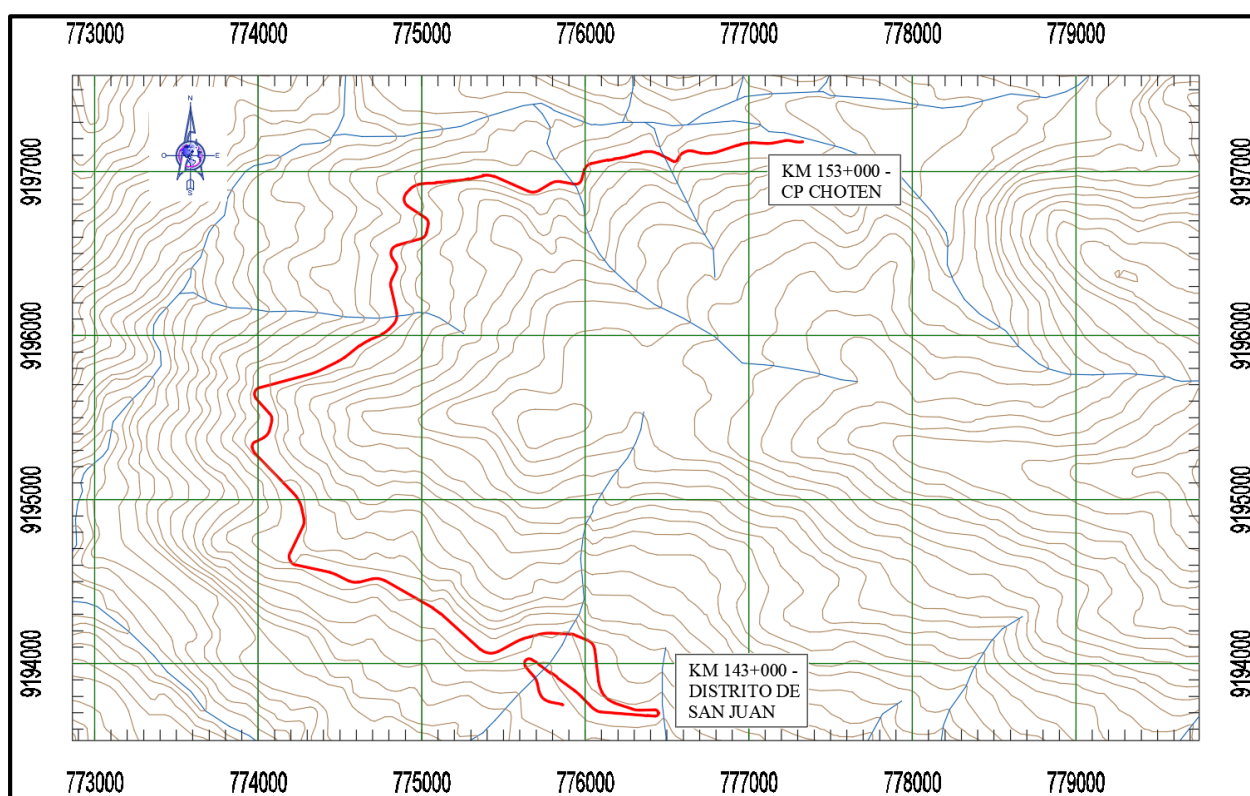 773000 774000 775000 776000 777000 778000 779000
N
O E
S
9197000 9197000
KM 153+000 -
CP CHOTEN
9196000 9196000
9195000 9195000
9194000 9194000
KM 143+000 -
DISTRITO DE
SAN JUAN
773000 774000 775000 776000 777000 778000 779000